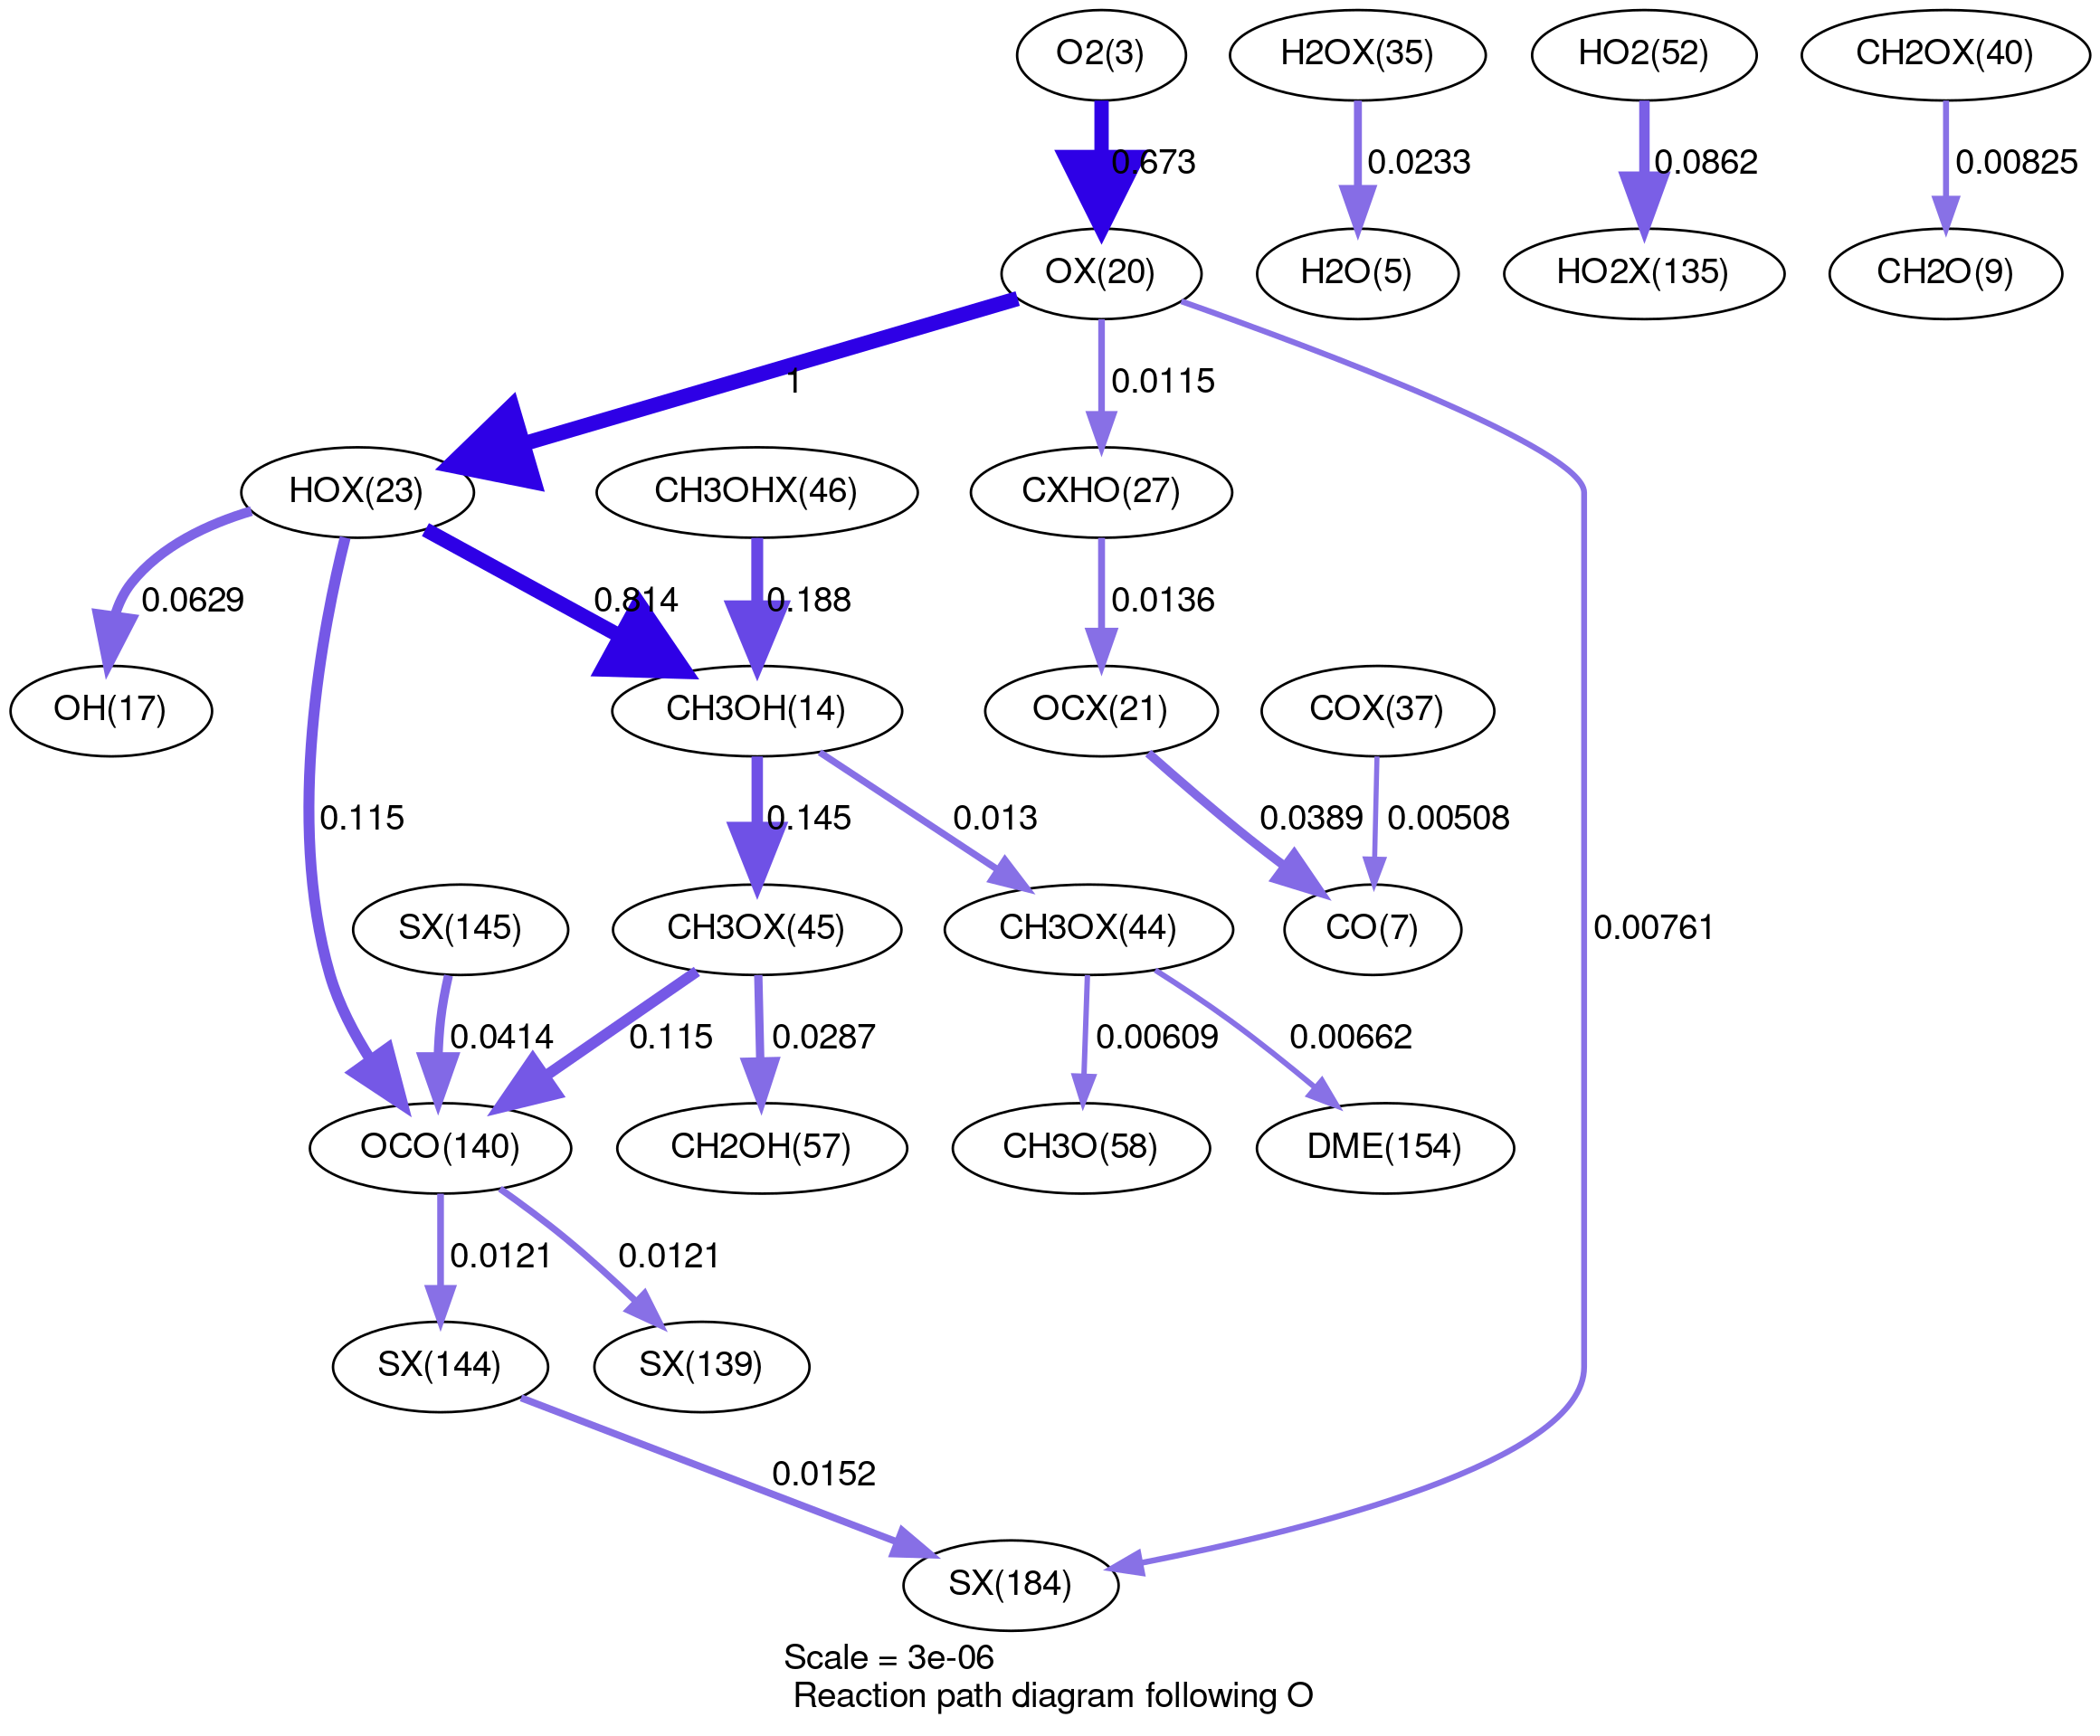 O2(3)
H2OX(35)
HO2(52)
CH2OX(40)
0.673
0.0233
0.0862
0.00825
OX(20)
H2O(5)
HO2X(135)
CH2O(9)
1
0.0115
HOX(23)
CH3OHX(46)
CXHO(27)
0.0629
0.814
0.188
0.0136
OH(17)
CH3OH(14)
OCX(21)
COX(37)
0.115
0.145
0.013
0.0389
0.00508
SX(145)
CH3OX(45)
CH3OX(44)
CO(7)
0.00761
0.0414
0.115
0.0287
0.00609
0.00662
OCO(140)
CH2OH(57)
CH3O(58)
DME(154)
0.0121
0.0121
SX(144)
SX(139)
0.0152
SX(184)
Scale = 3e-06
Reaction path diagram following O